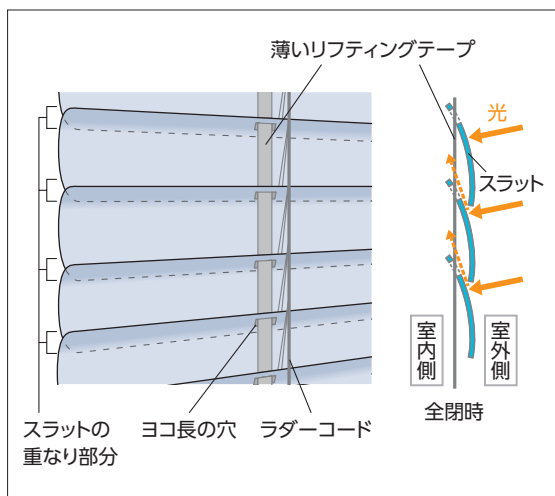 薄いリフティングテープ
光
スラット
室内側
室外側
全閉時
スラットの
重なり部分
ヨコ長の穴
ラダーコード